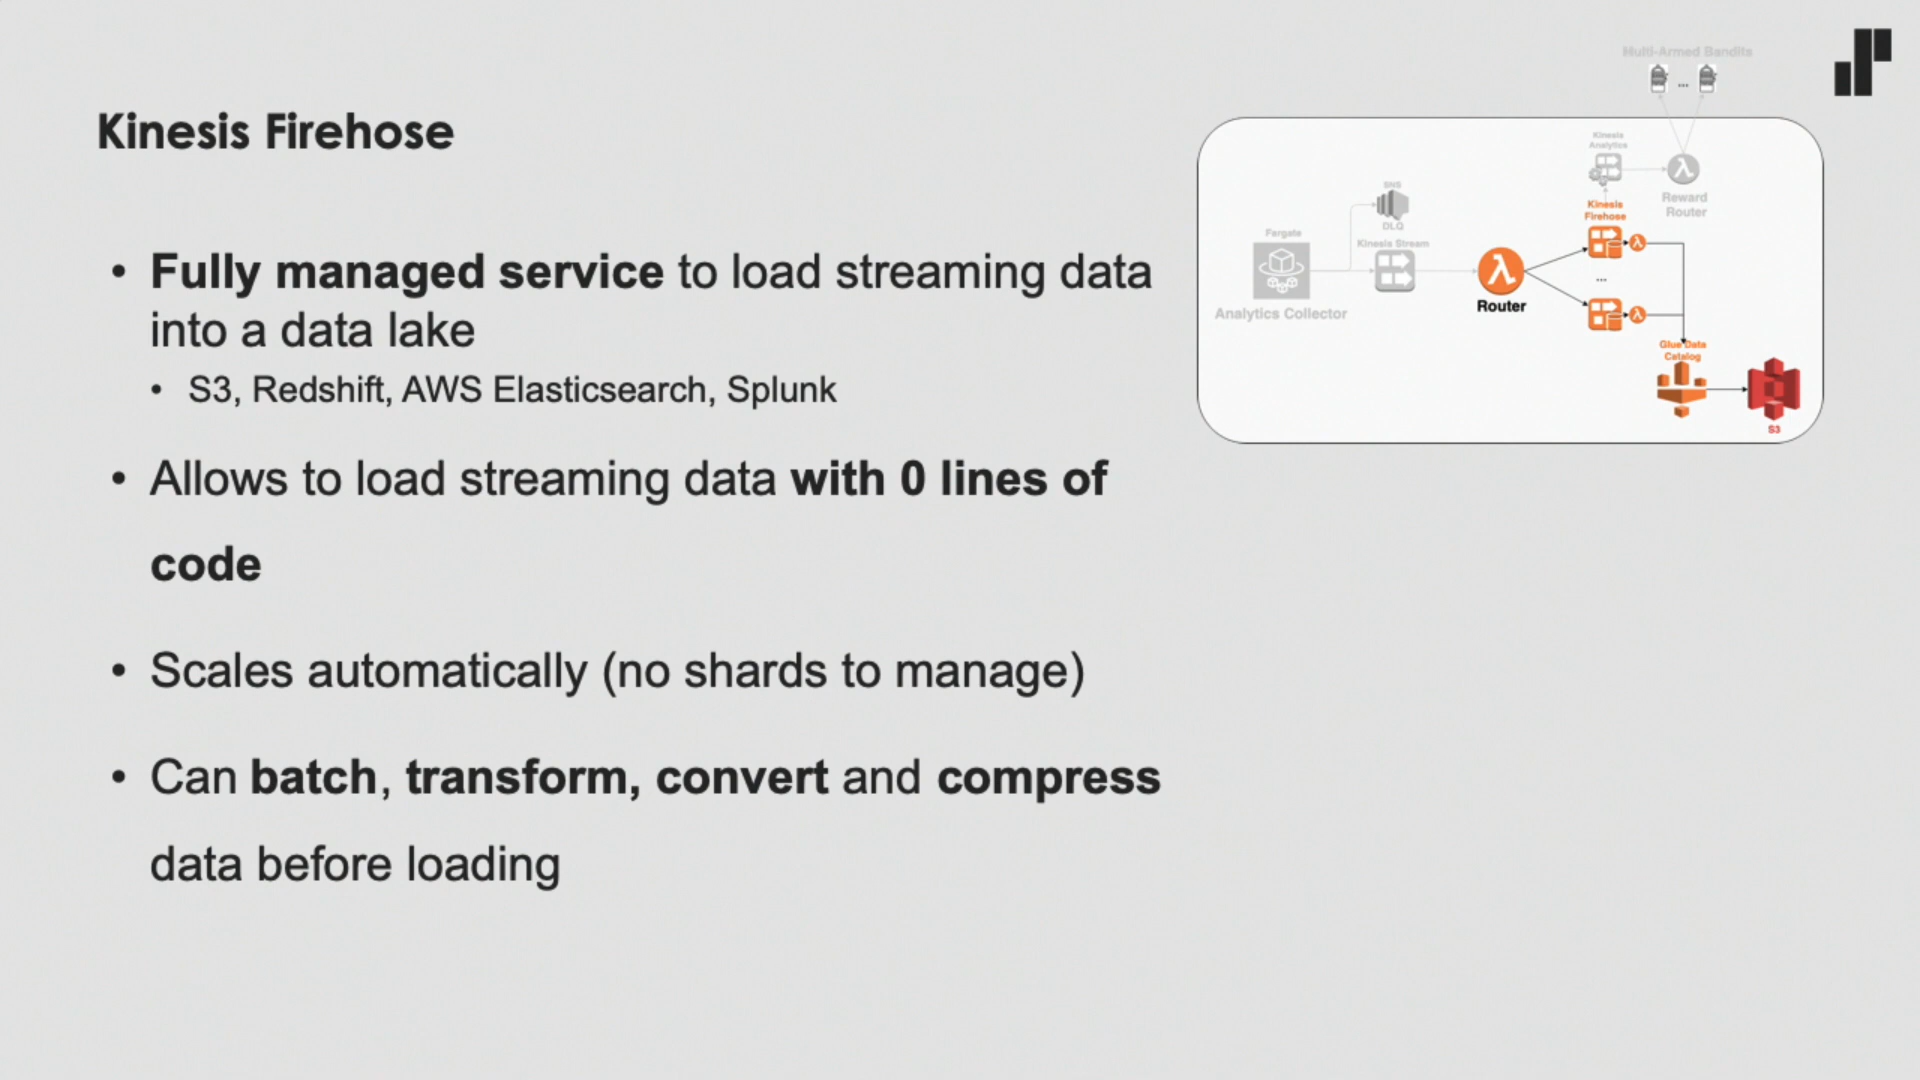 Kinesis Firehose
• Fully managed service to load streaming data
into a data lake
• S3, Redshift, AWS Elasticsearch, Splunk
• Allows to load streaming data with 0 lines of
code
• Scales automatically (no shards to manage)
• Can batch, transform, convert and compress
data before loading
Multi-Armed Bandits
...
Kinesis
Analytics
Reward
Router
SNS
DLQ
Kinesis
Firehose
Fargate
Kinesis Stream
Analytics Collector
Router
...
Glue Data
Catalog
S3